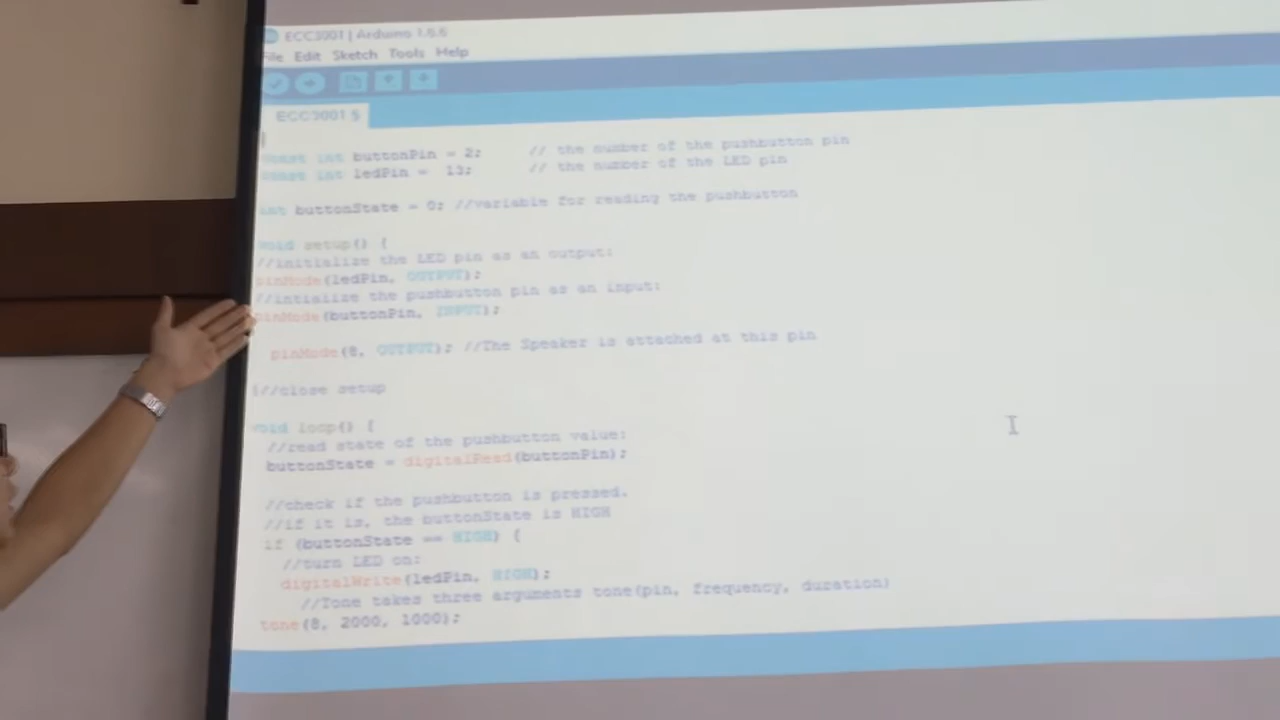 ECC3001 | Arduino 1.6.6
File Edit Sketch Tools Help
ECC3001 §
const int buttonPin = 2; // the number of the pushbutton pin
const int ledPin = 13; // the number of the LED pin
int buttonState = 0; //variable for reading the pushbutton
void setup() {
//initialize the LED pin as an output:
pinMode(ledPin, OUTPUT);
//intialize the pushbutton pin as an input:
pinMode(buttonPin, INPUT);
pinMode(8, OUTPUT); //The Speaker is attached at this pin
}//close setup
void loop() {
//read state of the pushbutton value:
buttonState = digitalRead(buttonPin);
//check if the pushbutton is pressed.
//if it is, the buttonState is HIGH
if (buttonState == HIGH) {
//turn LED on:
digitalWrite(ledPin, HIGH);
//Tone takes three arguments tone(pin, frequency, duration)
tone(8, 2000, 1000);